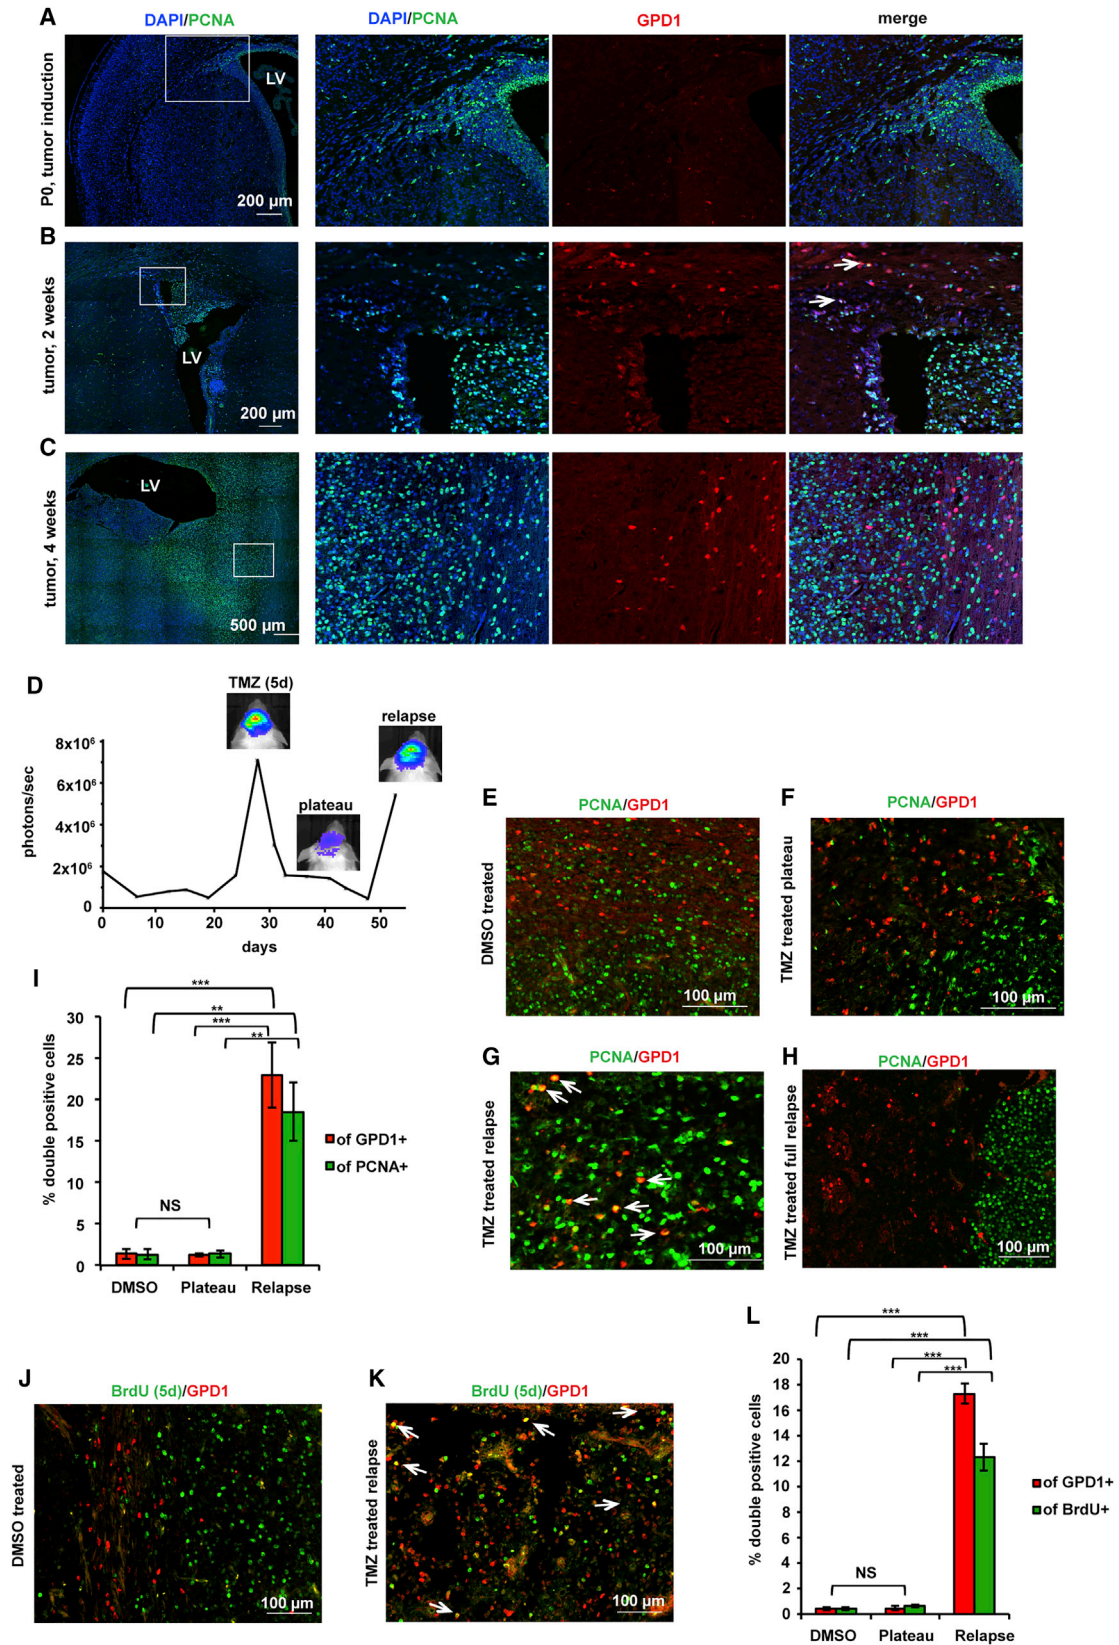 A
DAPI/PCNA
DAPI/PCNA
GPD1
merge
P0, tumor induction
LV
200 µm
B
tumor, 2 weeks
LV
200 µm
C
tumor, 4 weeks
LV
500 µm
D
TMZ (5d)
relapse
plateau
photons/sec
8x10⁶
6x10⁶
4x10⁶
2x10⁶
0
0 10 20 30 40 50
days
E
PCNA/GPD1
DMSO treated
100 µm
F
PCNA/GPD1
TMZ treated plateau
100 µm
G
PCNA/GPD1
TMZ treated relapse
100 µm
H
PCNA/GPD1
TMZ treated full relapse
100 µm
I
***
**
***
**
NS
% double positive cells
30
25
20
15
10
5
0
DMSO Plateau Relapse
of GPD1+
of PCNA+
J
BrdU (5d)/GPD1
DMSO treated
100 µm
K
BrdU (5d)/GPD1
TMZ treated relapse
100 µm
L
***
***
***
***
NS
% double positive cells
20
18
16
14
12
10
8
6
4
2
0
DMSO Plateau Relapse
of GPD1+
of BrdU+